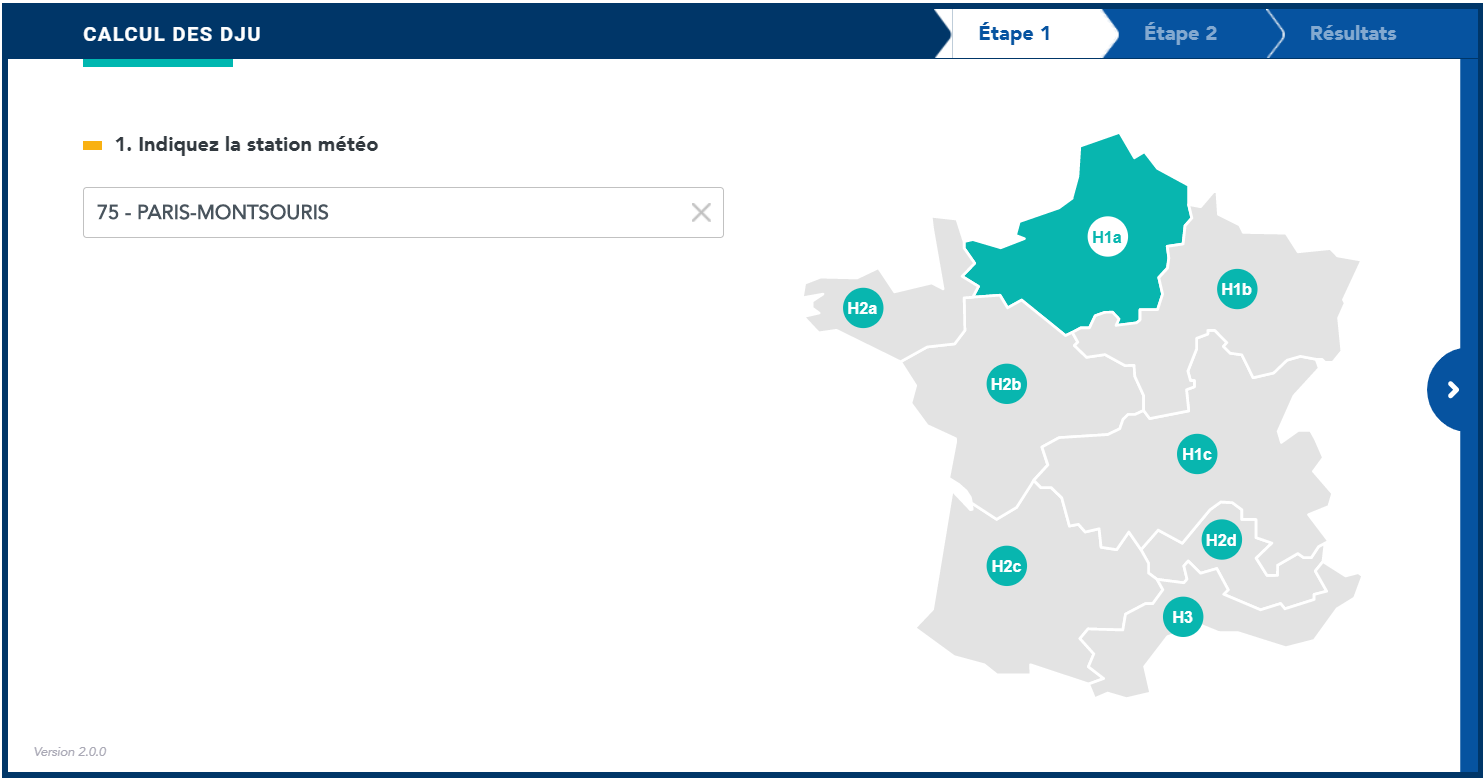 CALCUL DES DJU
Étape 1
Étape 2
Résultats
1. Indiquez la station météo
75 - PARIS-MONTSOURIS
H1a
H1b
H2a
H2b
H1c
H2d
H2c
H3
Version 2.0.0